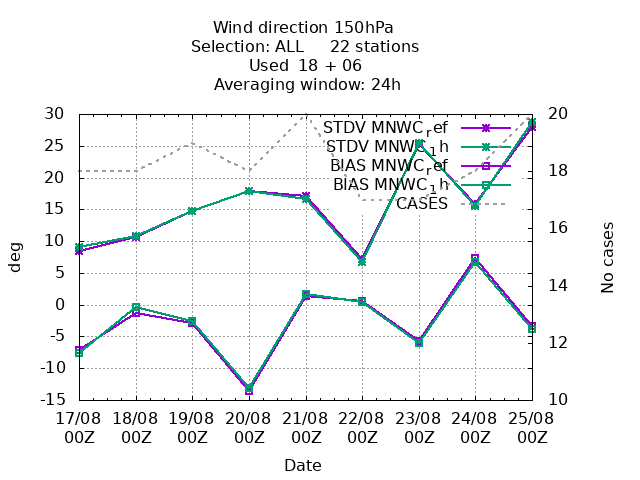 Wind direction 150hPa
Selection: ALL 22 stations
Used 18 + 06
Averaging window: 24h
30 20
STDV MNWC_ref
25
STDV MNWC_1h
20 18
BIAS MNWC_ref
BIAS MNWC_1h
15 16
CASES
10
deg
No cases
5 14
0
-5 12
-10
-15 10
17/08 18/08 19/08 20/08 21/08 22/08 23/08 24/08 25/08
00Z 00Z 00Z 00Z 00Z 00Z 00Z 00Z 00Z
Date